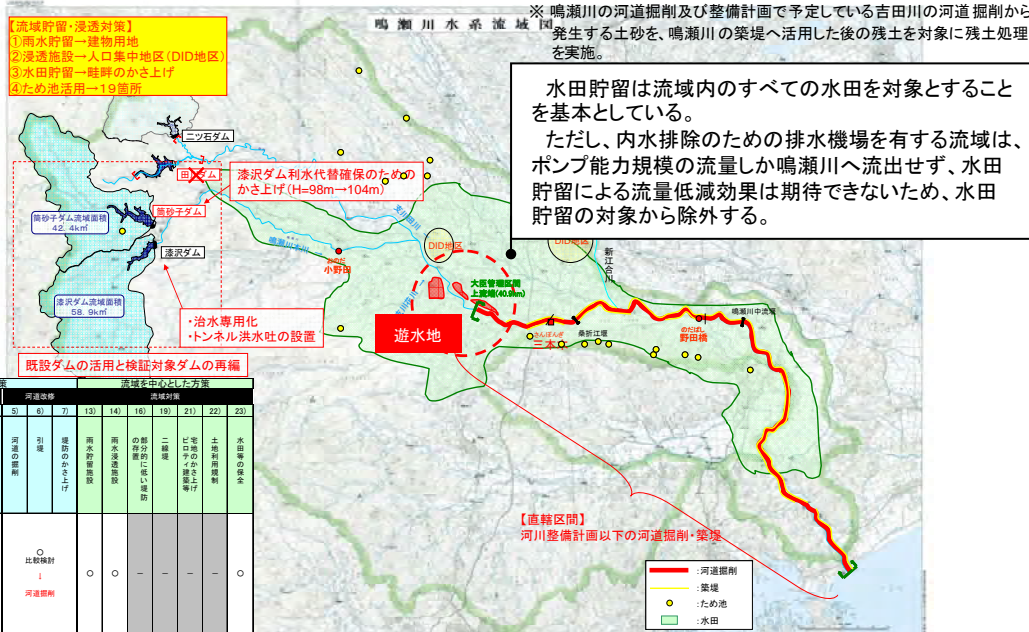 鳴瀬川水系流域図
※ 鳴瀬川の河道掘削及び整備計画で予定している吉田川の河道掘削から
発生する土砂を、鳴瀬川の築堤へ活用した後の残土を対象に残土処理
を実施。
【流域貯留・浸透対策】
①雨水貯留→建物用地
②浸透施設→人口集中地区(DID地区)
③水田貯留→畦畔のかさ上げ
④ため池活用→19箇所
水田貯留は流域内のすべての水田を対象とすること
を基本としている。
ただし、内水排除のための排水機場を有する流域は、
ポンプ能力規模の流量しか鳴瀬川へ流出せず、水田
貯留による流量低減効果は期待できないため、水田
貯留の対象から除外する。
二ツ石ダム
漆沢ダム利水代替確保のための
かさ上げ(H=98m→104m)
筒砂子ダム
筒砂子ダム流域面積
42.4k㎡
漆沢ダム
漆沢ダム流域面積
58.9k㎡
・治水専用化
・トンネル洪水吐の設置
既設ダムの活用と検証対象ダムの再編
鳴瀬川本川
小野田
DID地区
DID地区
新江合川
大臣管理区間
上流端(40.9km)
遊水地
さんぼんぎ
三本木
桑折江堰
のだばし
野田橋
鳴瀬川中流堰
【直轄区間】
河川整備計画以下の河道掘削・築堤
策
流域を中心とした方策
河道改修
流域対策
5) 6) 7) 13) 14) 16) 19) 21) 22) 23)
河道の掘削
引堤
堤防のかさ上げ
雨水貯留施設
雨水浸透施設
部分的に低い堤防の存置
二線堤
宅地のかさ上げピロティ建築等
土地利用規制
水田等の保全
○
比較検討
↓
河道掘削
○ ○ － － － － ○
:河道掘削
:築堤
:ため池
:水田